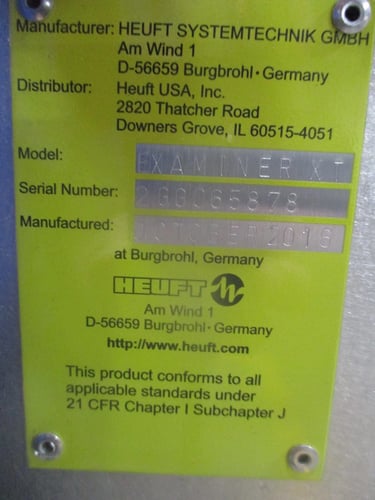 Manufacturer: HEUFT SYSTEMTECHNIK GMBH
Am Wind 1
D-56659 Burgbrohl·Germany
Distributor: Heuft USA, Inc.
2820 Thatcher Road
Downers Grove, IL 60515-4051
Model: EXAMINER XT
Serial Number:
Manufactured: OCTOBER
at Burgbrohl, Germany
HEUFT
Am Wind 1
D-56659 Burgbrohl·Germany
http://www.heuft.com
This product conforms to all
applicable standards under
21 CFR Chapter I Subchapter J